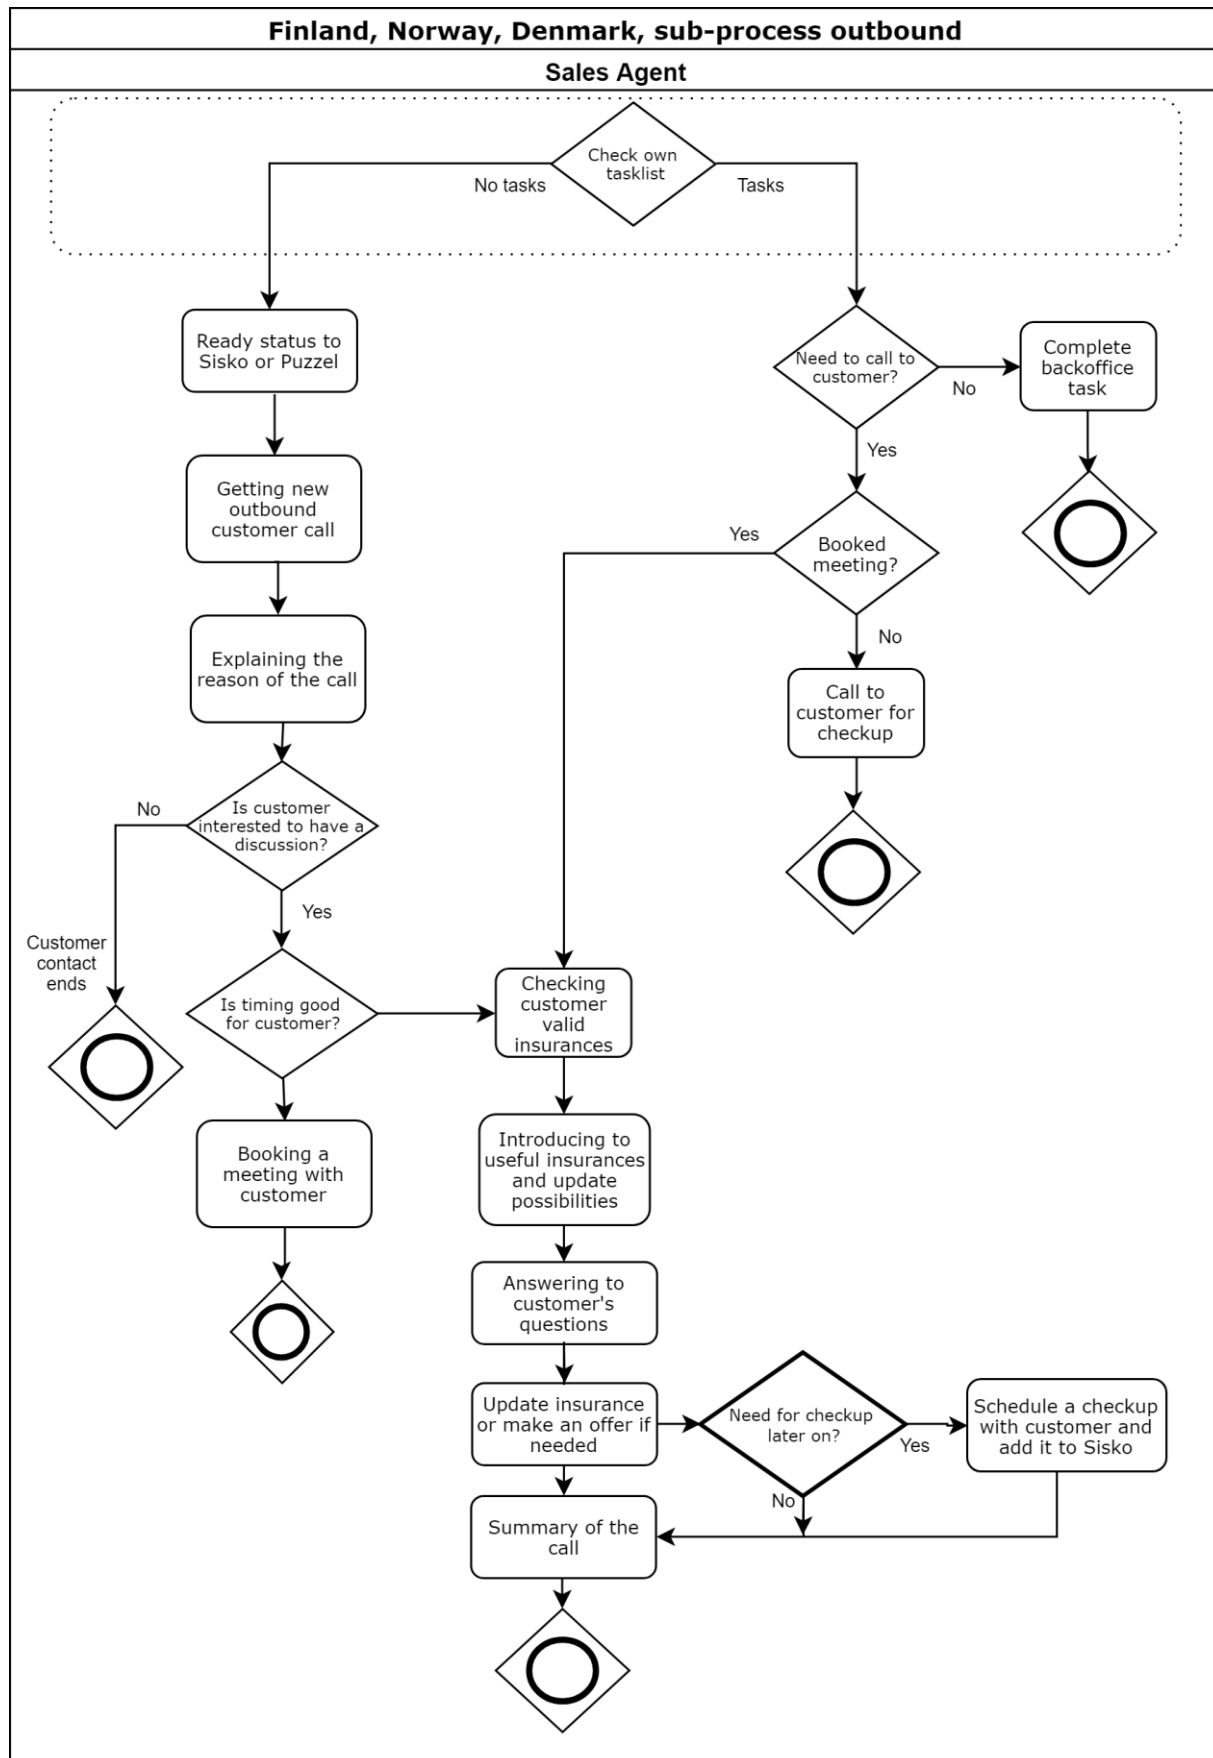 Finland, Norway, Denmark, sub-process outbound
Sales Agent
Check own
tasklist
No tasks
Tasks
Ready status to
Sisko or Puzzel
Need to call to
customer?
No
Complete
backoffice
task
Yes
Getting new
outbound
customer call
Yes
Booked
meeting?
No
Explaining the
reason of the call
Call to
customer for
checkup
No
Is customer
interested to have a
discussion?
Yes
Customer
contact
ends
Is timing good
for customer?
Checking
customer
valid
insurances
Booking a
meeting with
customer
Introducing to
useful insurances
and update
possibilities
Answering to
customer's
questions
Update insurance
or make an offer if
needed
Need for checkup
later on?
Yes
Schedule a checkup
with customer and
add it to Sisko
No
Summary of the
call